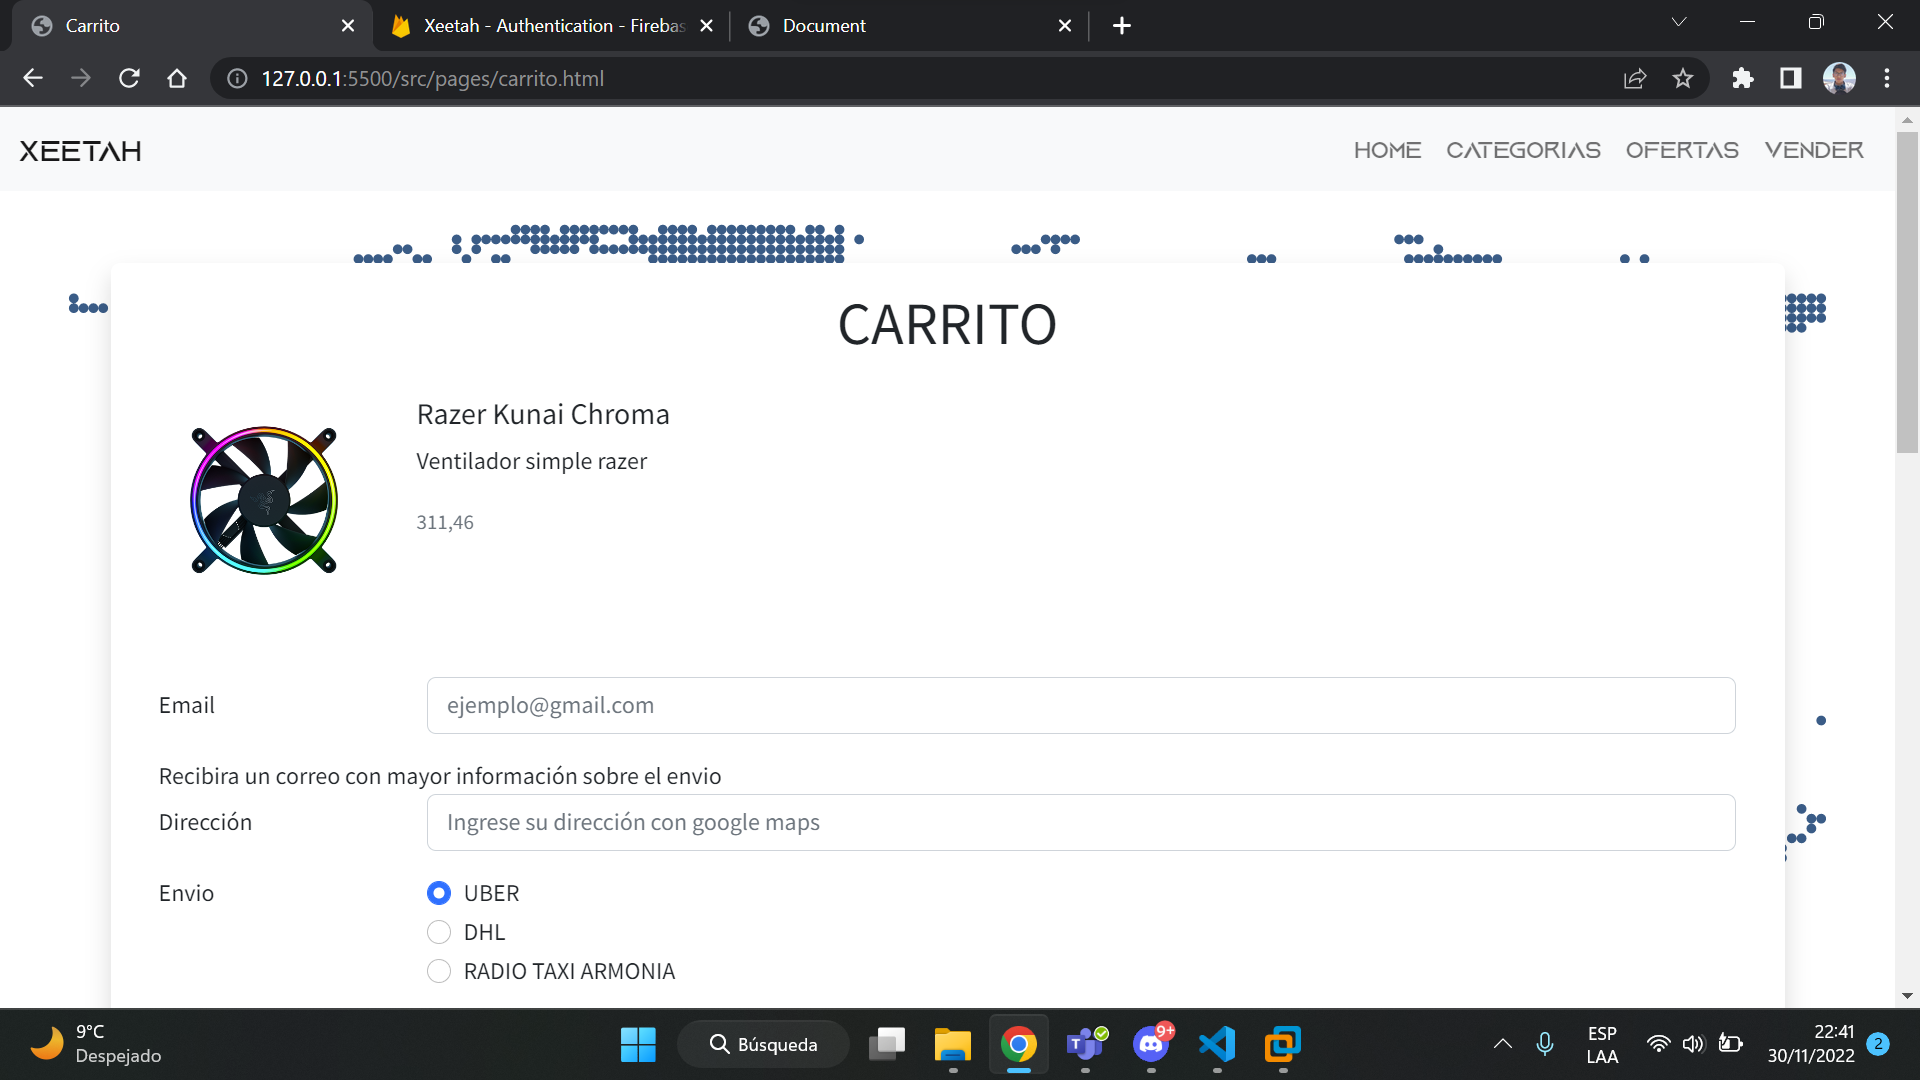 Carrito
Xeetah - Authentication - Firebas
Document
127.0.0.1:5500/src/pages/carrito.html
XEETAH
HOME CATEGORIAS OFERTAS VENDER
CARRITO
Razer Kunai Chroma
Ventilador simple razer
311,46
Email
ejemplo@gmail.com
Recibira un correo con mayor información sobre el envio
Dirección
Ingrese su dirección con google maps
Envio
UBER
DHL
RADIO TAXI ARMONIA
9°C
Despejado
Búsqueda
9+
ESP
LAA
22:41
30/11/2022
2